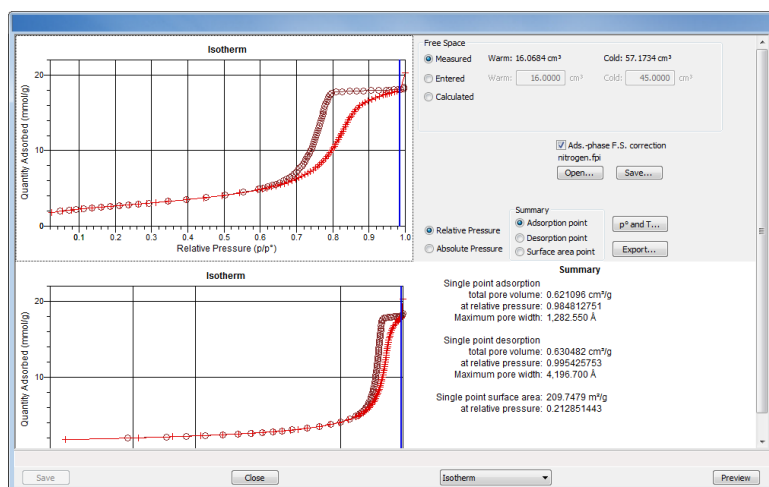 Isotherm
20
10
0
Quantity Adsorbed (mmol/g)
0.1 0.2 0.3 0.4 0.5 0.6 0.7 0.8 0.9 1.0
Relative Pressure (p/p°)
Free Space
Measured Warm: 16.0684 cm³ Cold: 57.1734 cm³
Entered Warm: 16.0000 cm³ Cold: 45.0000 cm³
Calculated
Ads.-phase F.S. correction
nitrogen.fpi
Open... Save...
Relative Pressure
Absolute Pressure
Summary
Adsorption point
Desorption point
Surface area point
p° and T...
Export...
Isotherm
20
10
Quantity Adsorbed (mmol/g)
Summary
Single point adsorption
total pore volume: 0.621096 cm³/g
at relative pressure: 0.984812751
Maximum pore width: 1,282.550 Å
Single point desorption
total pore volume: 0.630482 cm³/g
at relative pressure: 0.995425753
Maximum pore width: 4,196.700 Å
Single point surface area: 209.7479 m²/g
at relative pressure: 0.212851443
Save Close Isotherm Preview